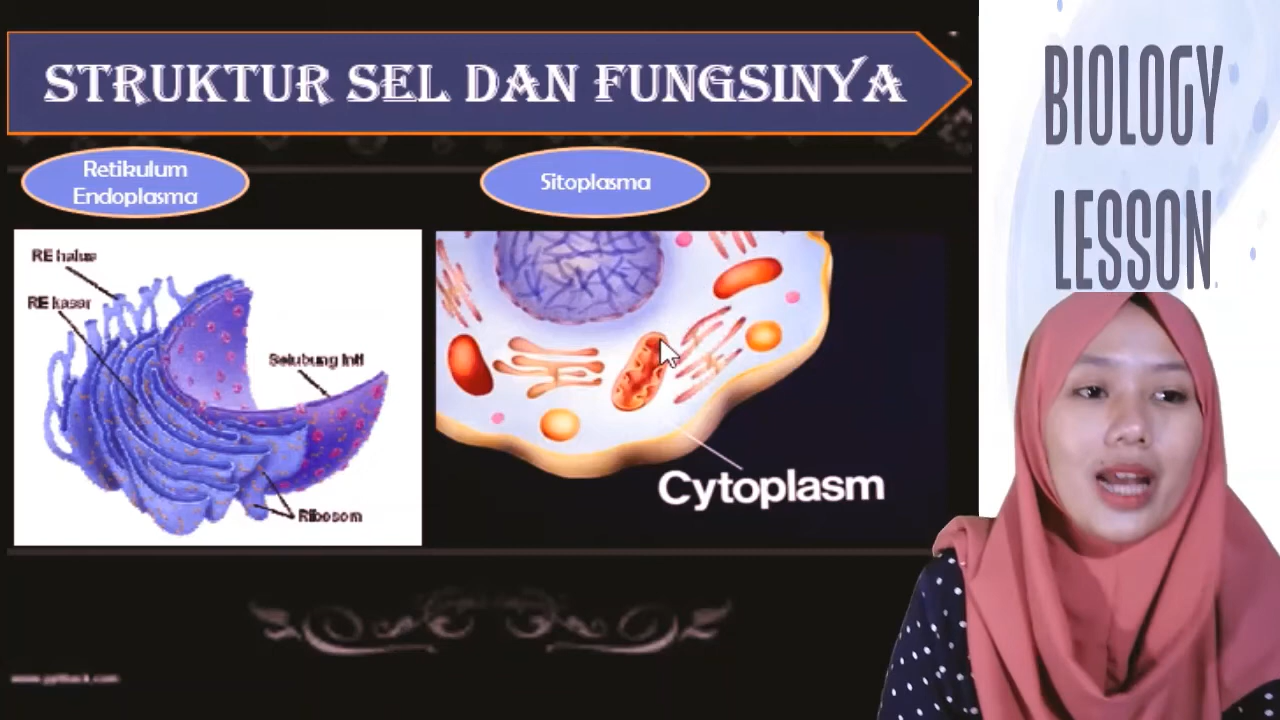 STRUKTUR SEL DAN FUNGSINYA
BIOLOGY
LESSON
Retikulum
Endoplasma
Sitoplasma
RE halus
RE kasar
Selubung Inti
Ribosom
Cytoplasm